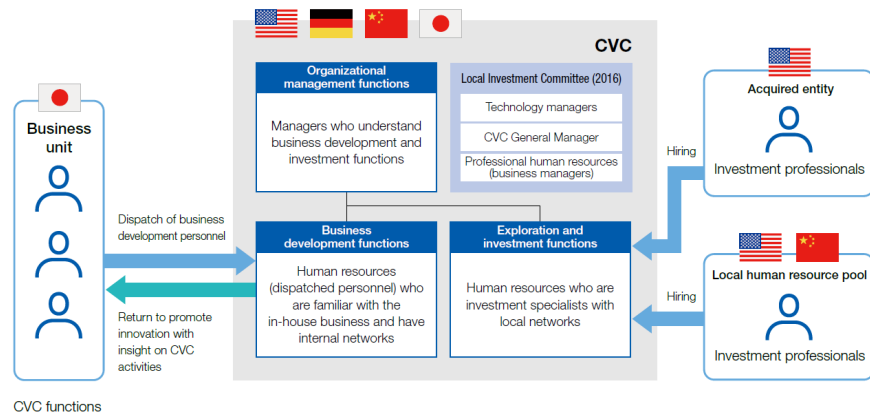 CVC
Business
unit
Dispatch of business
development personnel
Return to promote
innovation with
insight on CVC
activities
Organizational
management functions
Managers who understand
business development and
investment functions
Local Investment Committee (2016)
Technology managers
CVC General Manager
Professional human resources
(business managers)
Business
development functions
Human resources
(dispatched personnel) who
are familiar with the
in-house business and have
internal networks
Exploration and
investment functions
Human resources who are
investment specialists with
local networks
Hiring
Acquired entity
Investment professionals
Hiring
Local human resource pool
Investment professionals
CVC functions